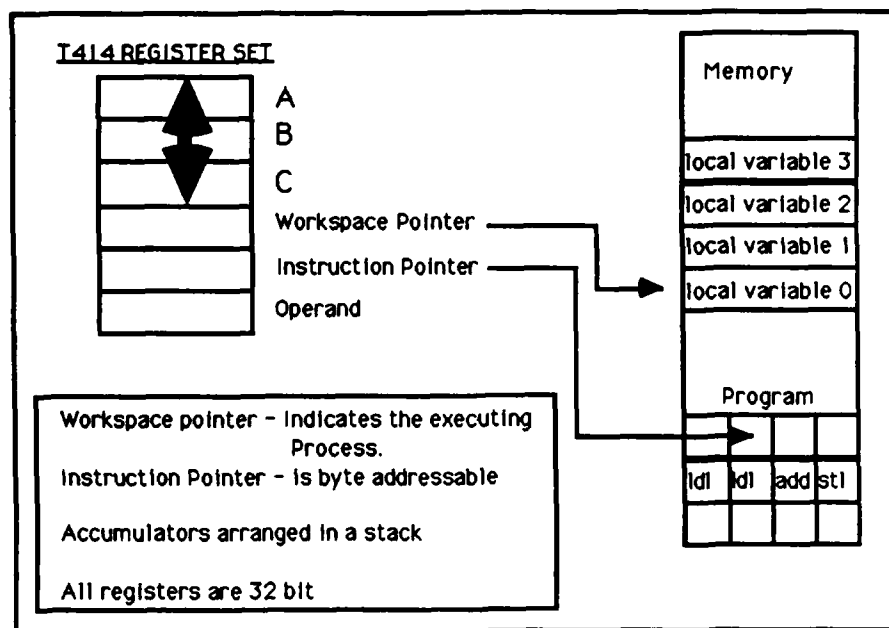 T414 REGISTER SET
A
B
C
Workspace Pointer
Instruction Pointer
Operand
Memory
local variable 3
local variable 2
local variable 1
local variable 0
Program
ldl ldl add stl
Workspace pointer - Indicates the executing
Process.
Instruction Pointer - is byte addressable
Accumulators arranged in a stack
All registers are 32 bit